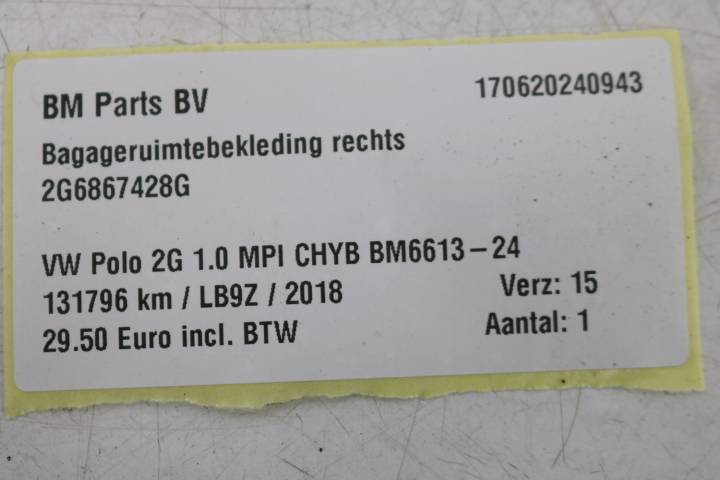 BM Parts BV 170620240943
Bagageruimtebekleding rechts
2G6867428G
VW Polo 2G 1.0 MPI CHYB BM6613-24
131796 km / LB9Z / 2018 Verz: 15
29.50 Euro incl. BTW Aantal: 1